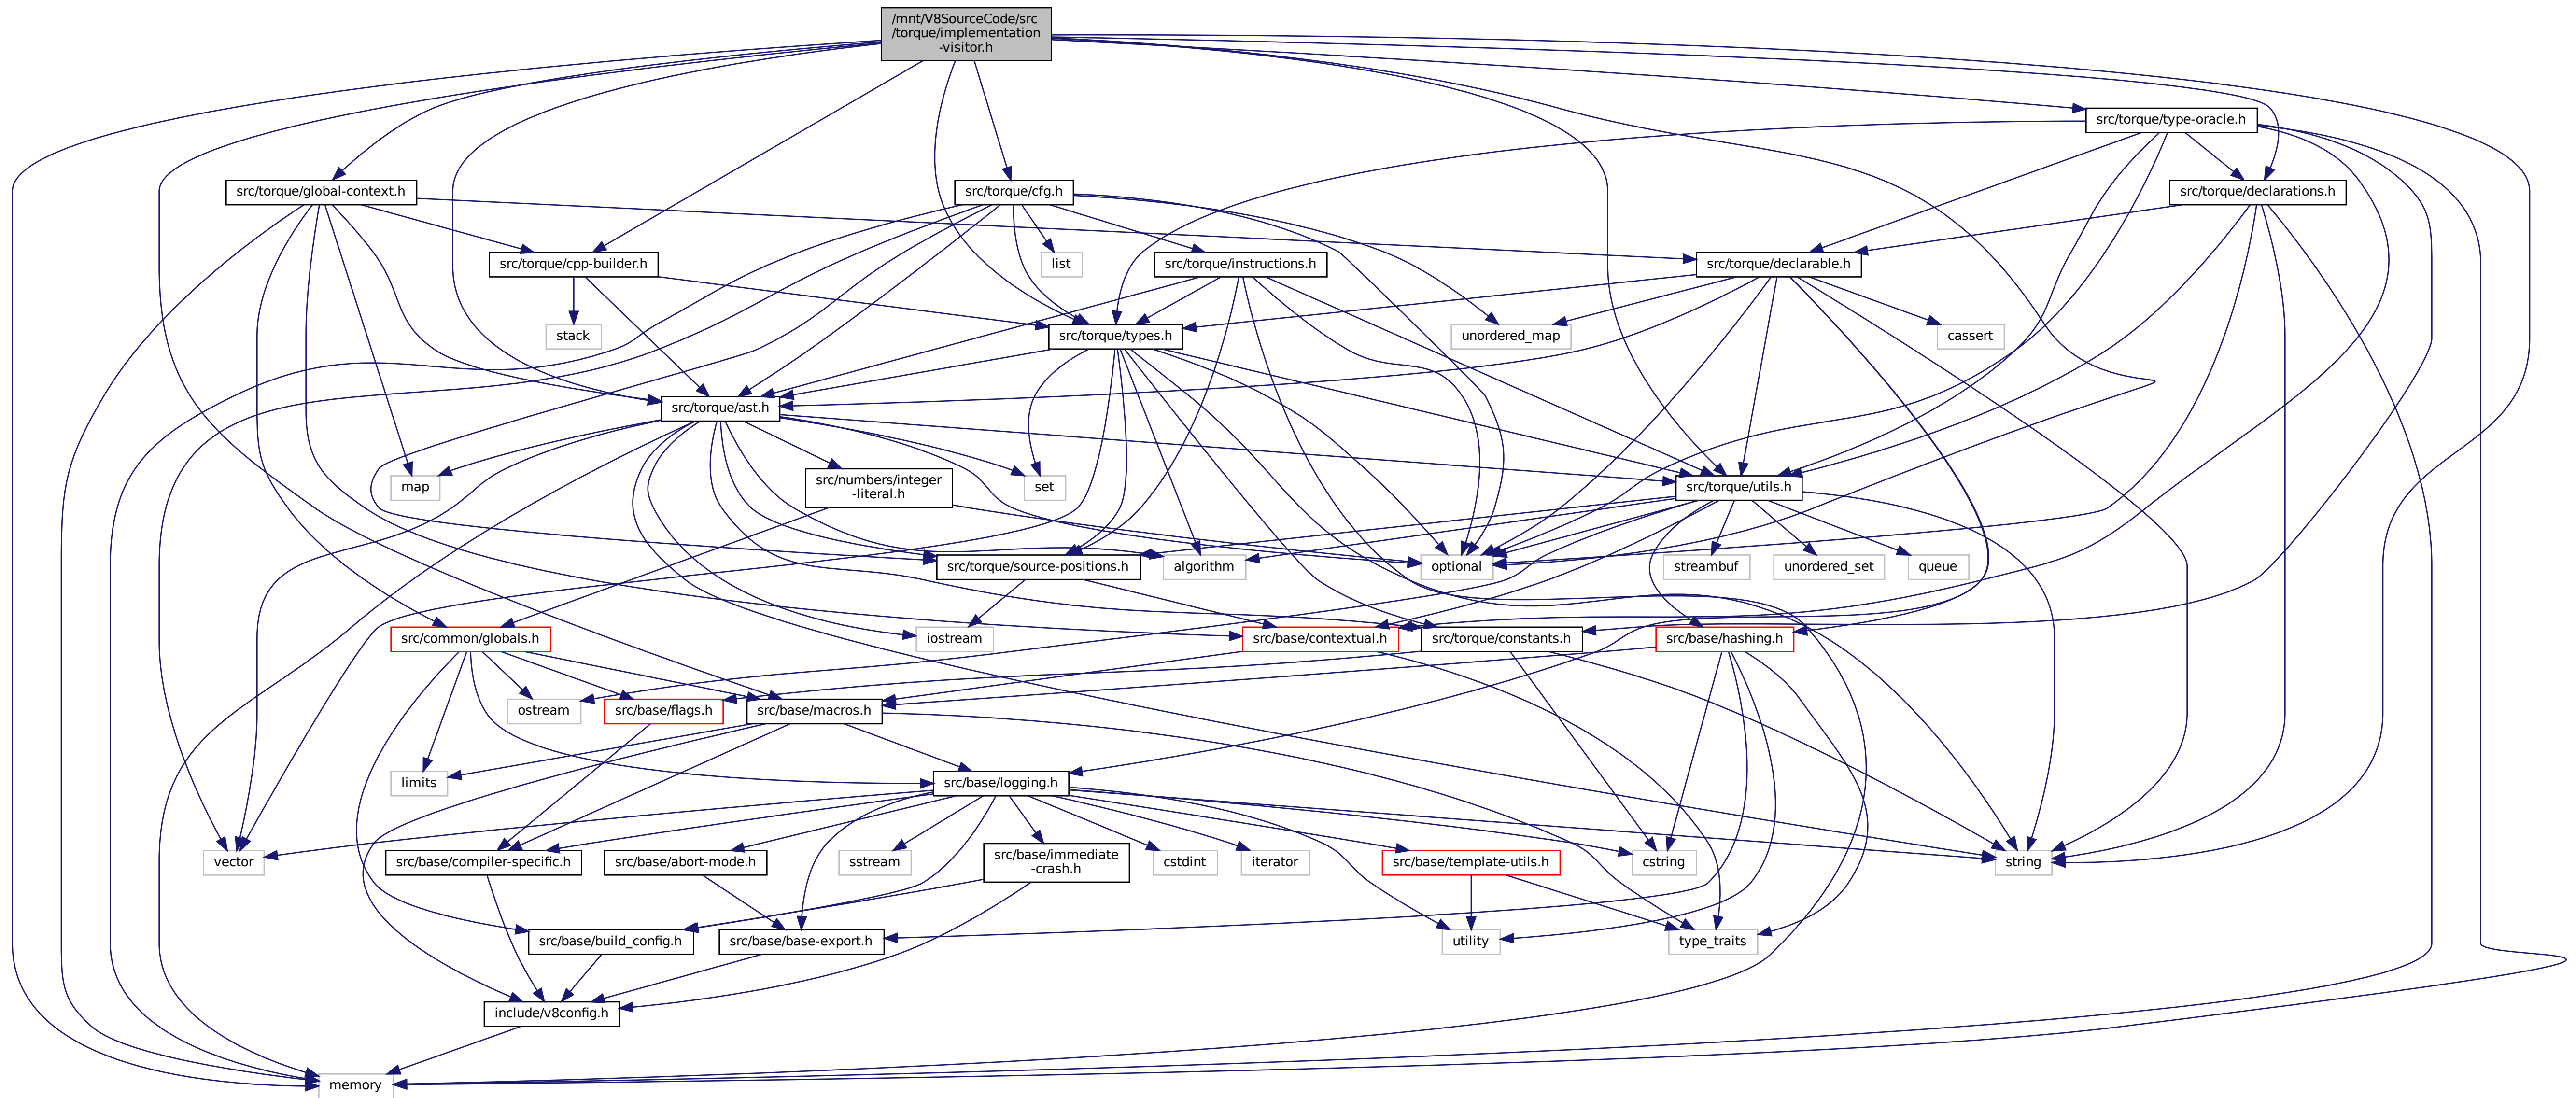 /mnt/V8SourceCode/src
/torque/implementation
-visitor.h
src/torque/type-oracle.h
src/torque/global-context.h
src/torque/cfg.h
src/torque/declarations.h
src/torque/cpp-builder.h
list
src/torque/instructions.h
src/torque/declarable.h
stack
src/torque/types.h
unordered_map
cassert
src/torque/ast.h
map
src/numbers/integer
-literal.h
set
src/torque/utils.h
src/torque/source-positions.h
algorithm
optional
streambuf
unordered_set
queue
src/common/globals.h
iostream
src/base/contextual.h
src/torque/constants.h
src/base/hashing.h
ostream
src/base/flags.h
src/base/macros.h
limits
src/base/logging.h
vector
src/base/compiler-specific.h
src/base/abort-mode.h
sstream
src/base/immediate
-crash.h
cstdint
iterator
src/base/template-utils.h
cstring
string
src/base/build_config.h
src/base/base-export.h
utility
type_traits
include/v8config.h
memory